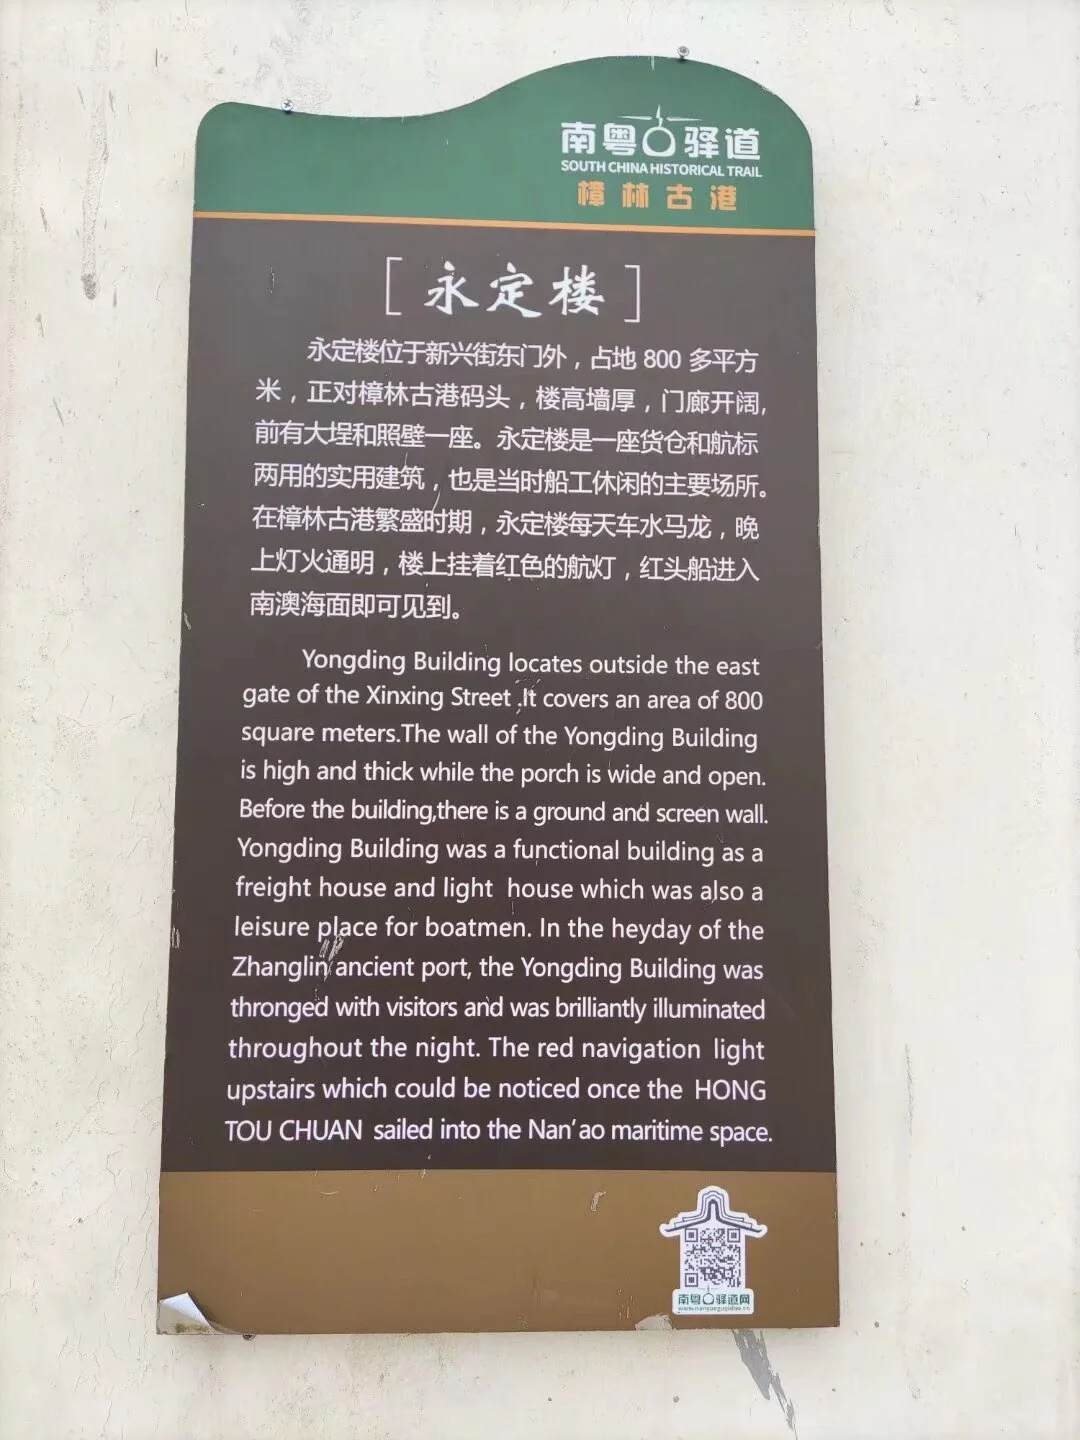 南粤古驿道
SOUTH CHINA HISTORICAL TRAIL
樟林古港
[永定楼]
永定楼位于新兴街东门外，占地 800 多平方
米，正对樟林古港码头，楼高墙厚，门廊开阔,
前有大埕和照壁一座。永定楼是一座货仓和航标
两用的实用建筑，也是当时船工休闲的主要场所。
在樟林古港繁盛时期，永定楼每天车水马龙，晚
上灯火通明，楼上挂着红色的航灯，红头船进入
南澳海面即可见到。
Yongding Building locates outside the east
gate of the Xinxing Street .It covers an area of 800
square meters.The wall of the Yongding Building
is high and thick while the porch is wide and open.
Before the building,there is a ground and screen wall.
Yongding Building was a functional building as a
freight house and light house which was also a
leisure place for boatmen. In the heyday of the
Zhanglin ancient port, the Yongding Building was
thronged with visitors and was brilliantly illuminated
throughout the night. The red navigation light
upstairs which could be noticed once the HONG
TOU CHUAN sailed into the Nan'ao maritime space.
南粤古驿道网
www.nanyueguyidao.cn